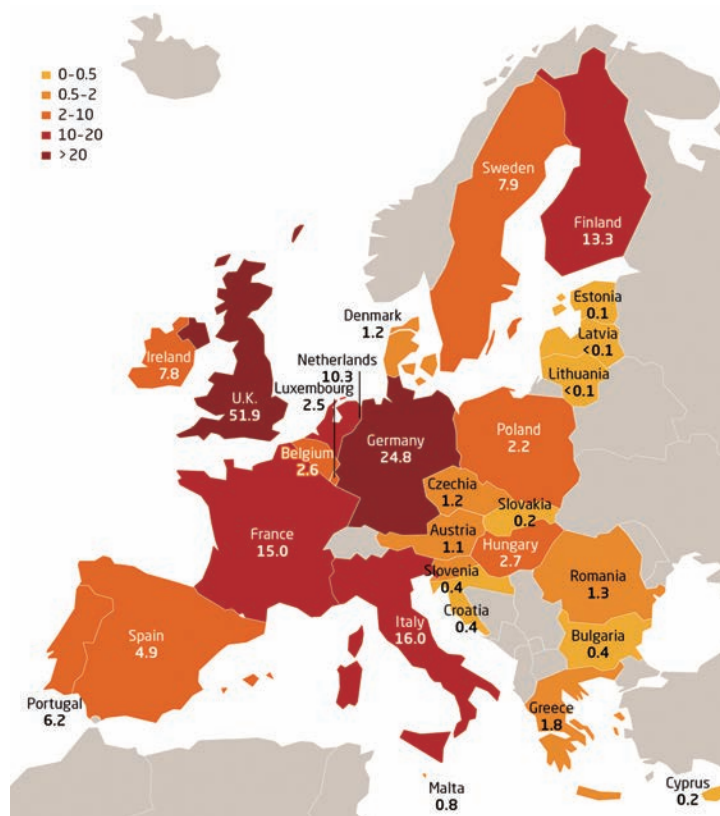 0-0.5
0.5-2
2-10
10-20
>20
Sweden
7.9
Finland
13.3
Estonia
0.1
Latvia
<0.1
Lithuania
<0.1
Denmark
1.2
Ireland
7.8
U.K.
51.9
Netherlands
10.3
Luxembourg
2.5
Belgium
2.6
Germany
24.8
Poland
2.2
Czechia
1.2
Slovakia
0.2
Austria
1.1
Hungary
2.7
France
15.0
Slovenia
0.4
Croatia
0.4
Romania
1.3
Italy
16.0
Bulgaria
0.4
Spain
4.9
Portugal
6.2
Greece
1.8
Malta
0.8
Cyprus
0.2